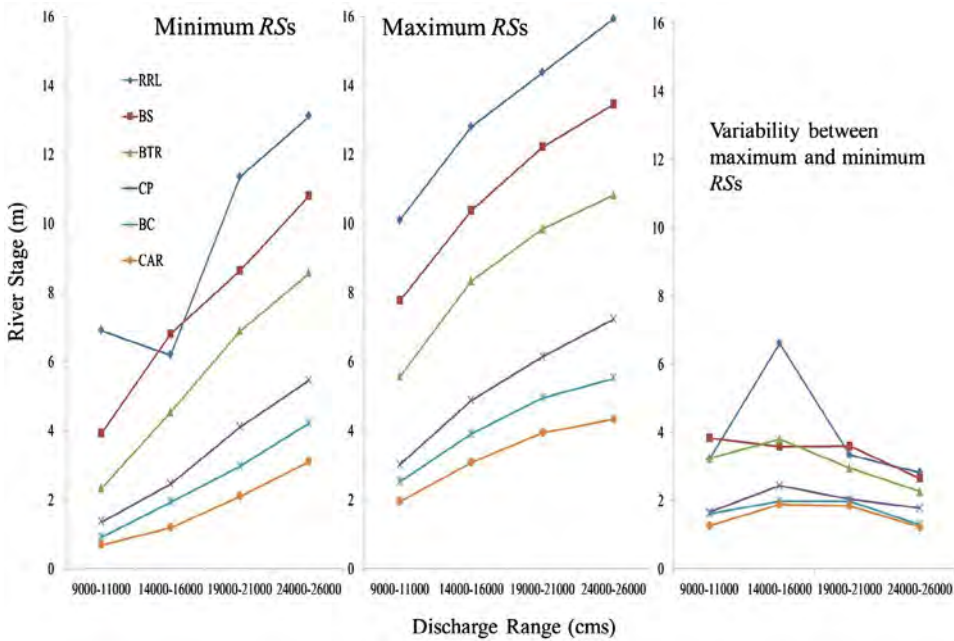 Minimum RSs
Maximum RSs
Variability between
maximum and minimum
RSs
RRL
BS
BTR
CP
BC
CAR
River Stage (m)
16
14
12
10
8
6
4
2
0
16
14
12
10
8
6
4
2
0
16
14
12
10
8
6
4
2
0
9000-11000 14000-16000 19000-21000 24000-26000
9000-11000 14000-16000 19000-21000 24000-26000
9000-11000 14000-16000 19000-21000 24000-26000
Discharge Range (cms)